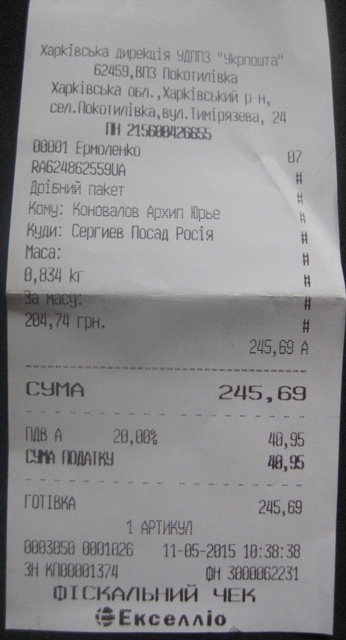 Харківська дирекція УДППЗ "Укрпошта"
62459,ВПЗ Покотилівка
Харківська обл.,Харківський р-н,
сел.Покотилівка,вул.Тимірязєва, 24
ПН 215600426655
00001 Ермоленко 07
RA624862559UA #
Дрібний пакет #
Кому: Коновалов Архип Юрье #
Куди: Сергиев Посад Росія #
Маса: #
0,834 кг #
За масу: #
204,74 грн. #
245,69 А
СУМА 245,69
ПДВ А 20,00% 40,95
СУМА ПОДАТКУ 40,95
ГОТІВКА 245,69
1 АРТИКУЛ
0003050 0001026 11-05-2015 10:38:38
ЗН КП00001374 ФН 3000062231
ФІСКАЛЬНИЙ ЧЕК
Екселліо